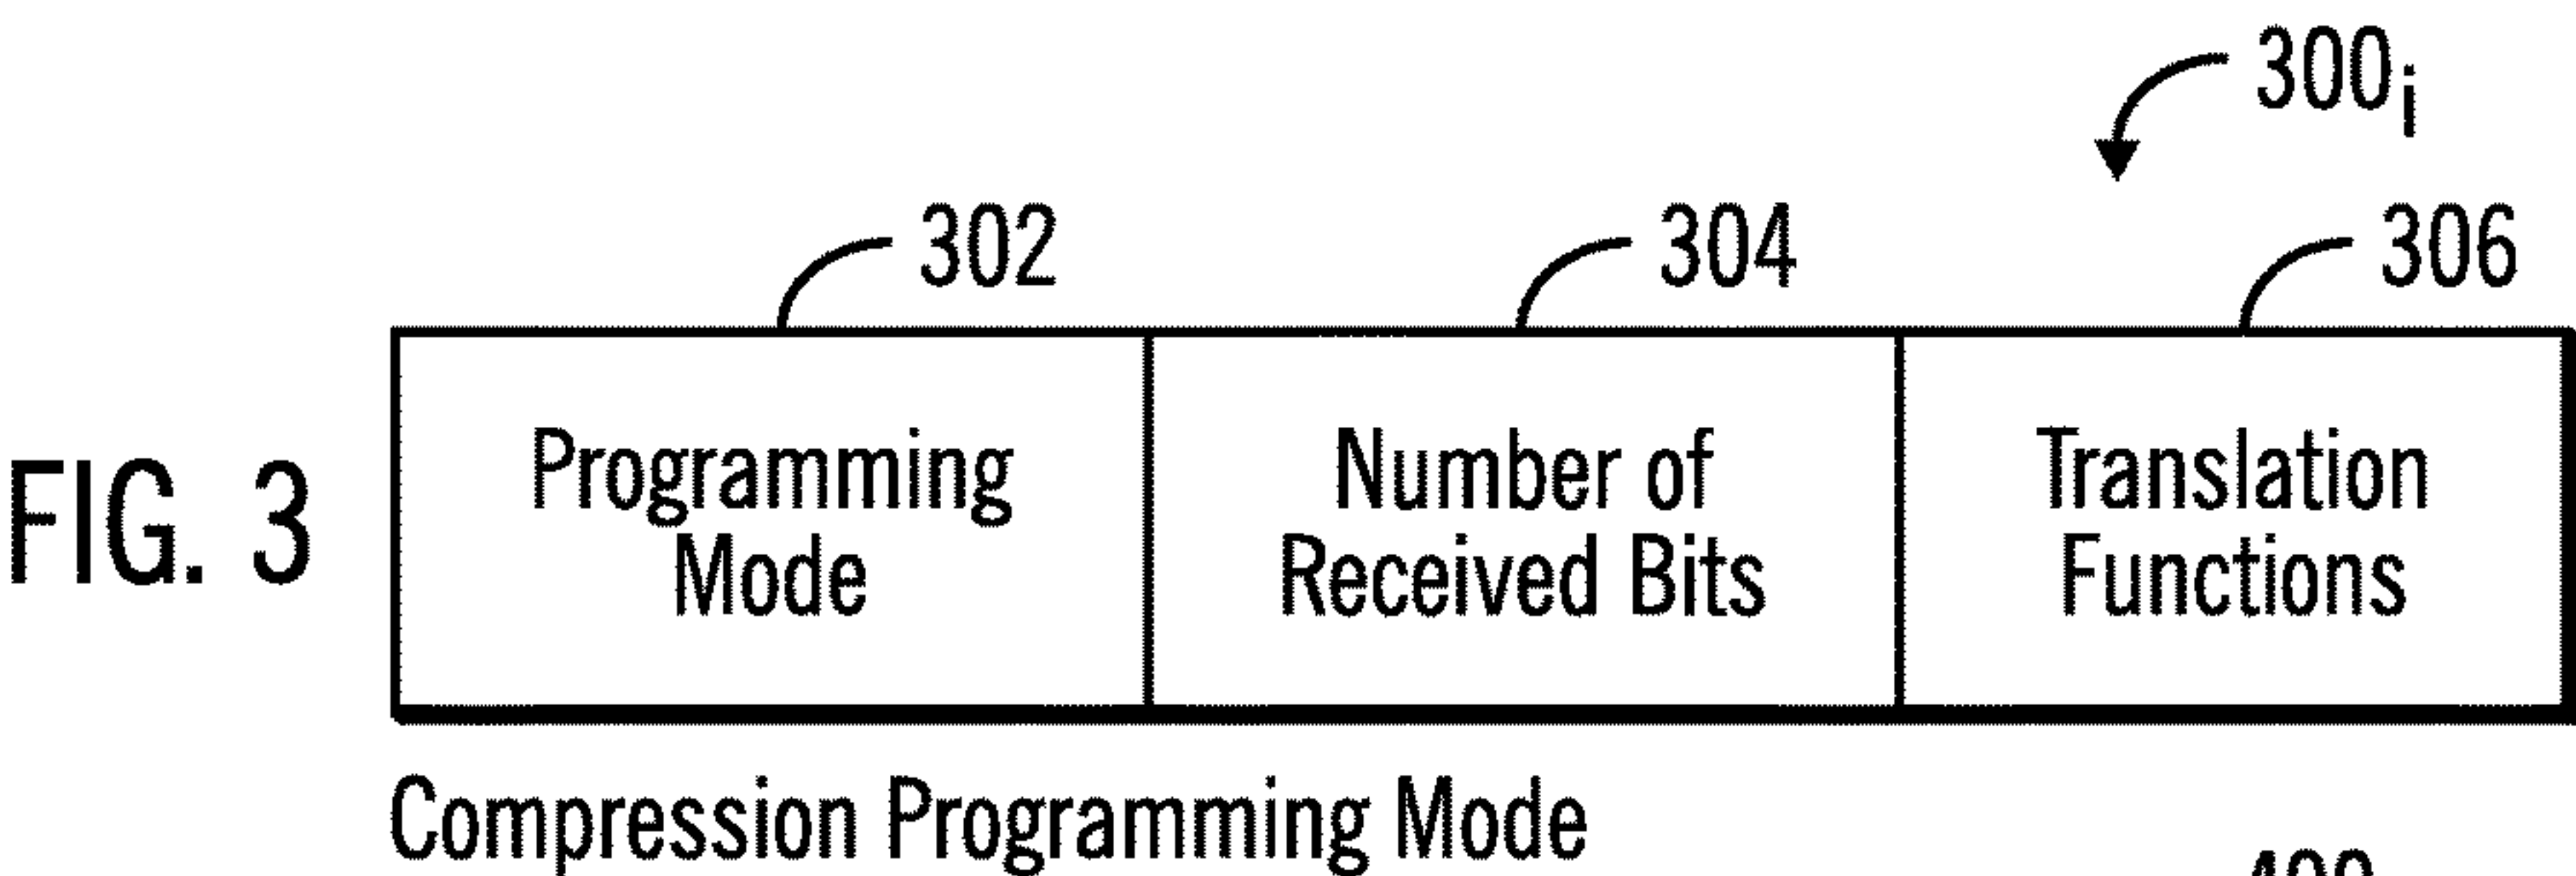 300i
302 304 306
FIG. 3
Programming Mode
Number of Received Bits
Translation Functions
Compression Programming Mode